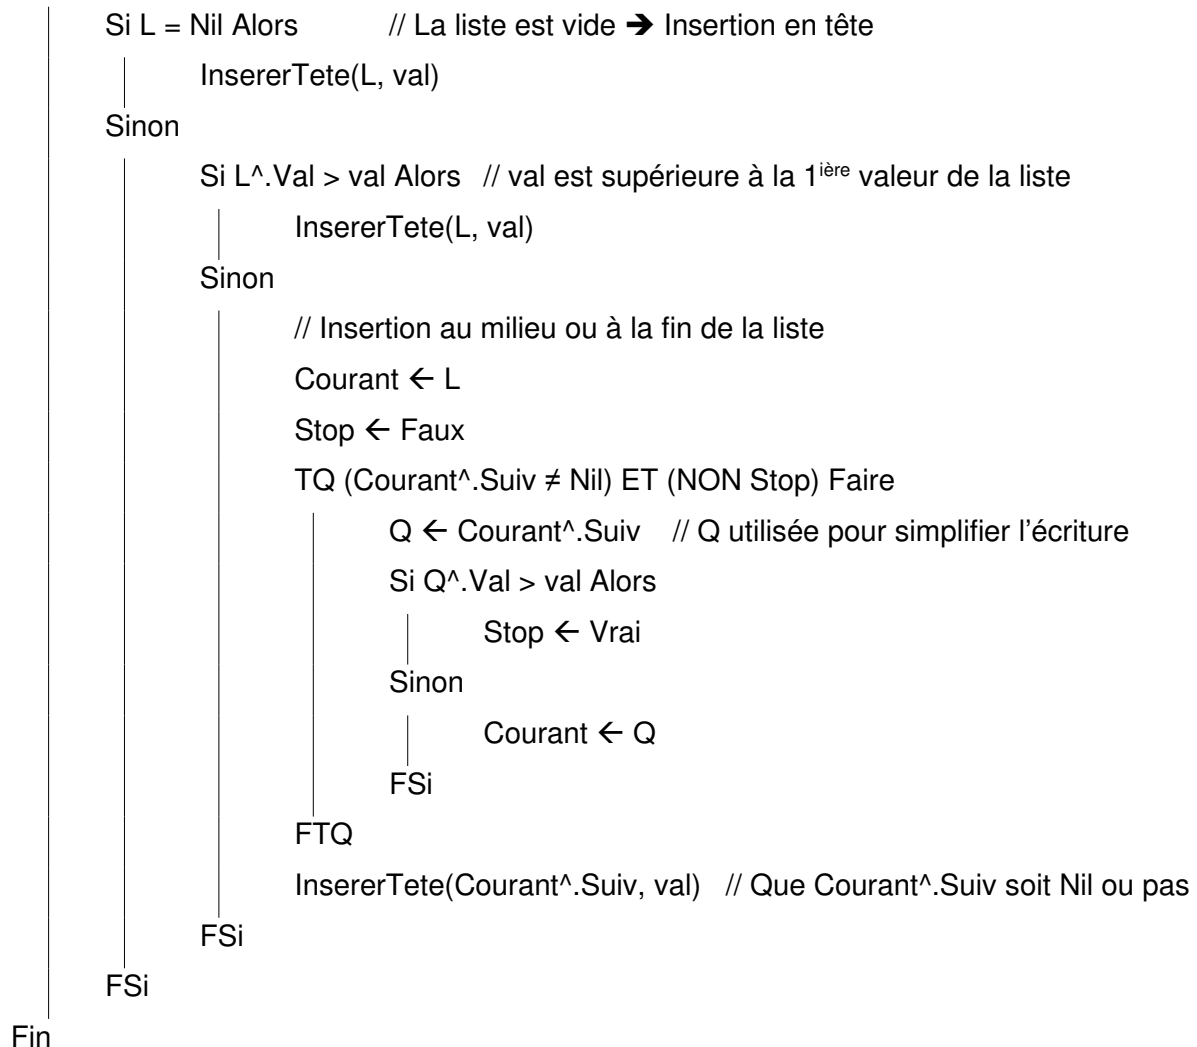 Si L = Nil Alors // La liste est vide ➔ Insertion en tête
InsererTete(L, val)
Sinon
Si L^.Val > val Alors // val est supérieure à la 1ière valeur de la liste
InsererTete(L, val)
Sinon
// Insertion au milieu ou à la fin de la liste
Courant ← L
Stop ← Faux
TQ (Courant^.Suiv ≠ Nil) ET (NON Stop) Faire
Q ← Courant^.Suiv // Q utilisée pour simplifier l’écriture
Si Q^.Val > val Alors
Stop ← Vrai
Sinon
Courant ← Q
FSi
FTQ
InsererTete(Courant^.Suiv, val) // Que Courant^.Suiv soit Nil ou pas
FSi
FSi
Fin